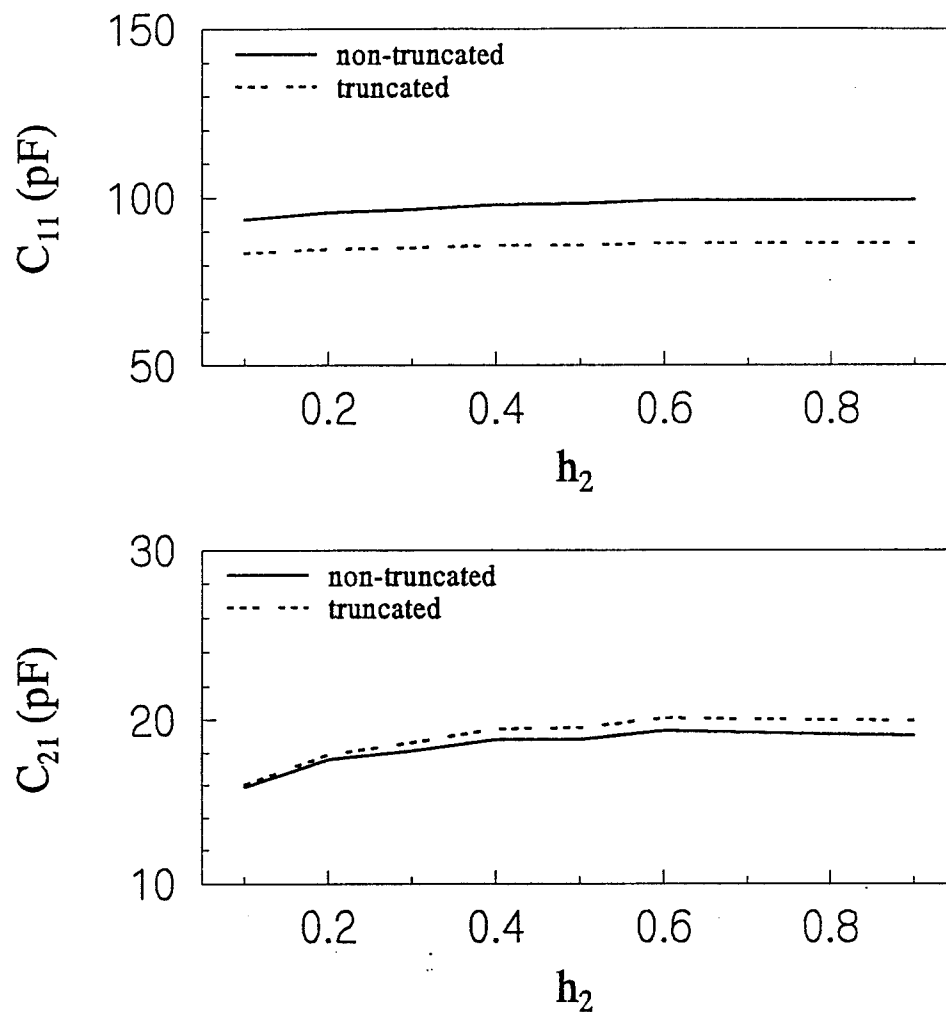 150
non-truncated
truncated
C11 (pF)
100
50
0.2 0.4 0.6 0.8
h2
30
non-truncated
truncated
C21 (pF)
20
10
0.2 0.4 0.6 0.8
h2